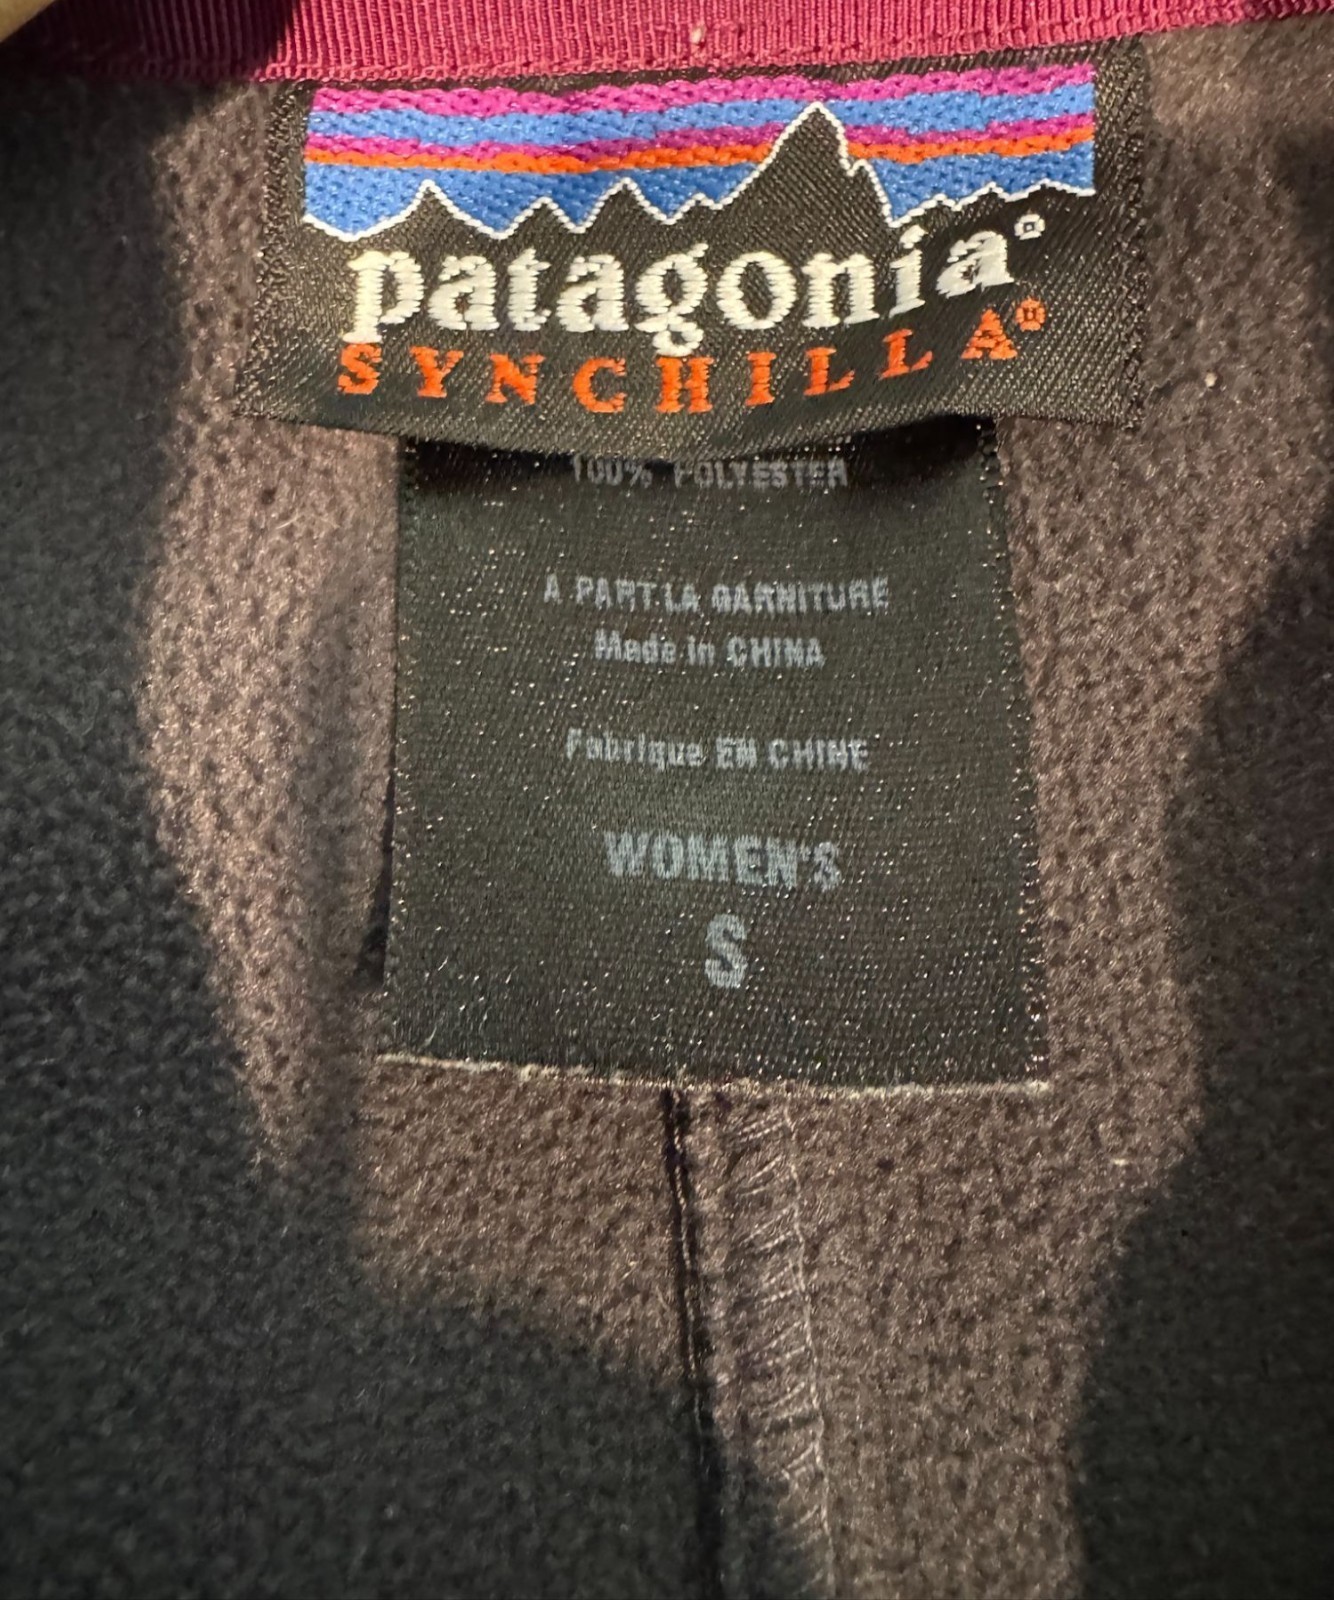 patagonia®
SYNCHILLA®
100% POLYESTER
A PART.LA GARNITURE
Made in CHINA
Fabrique EN CHINE
WOMEN'S
S